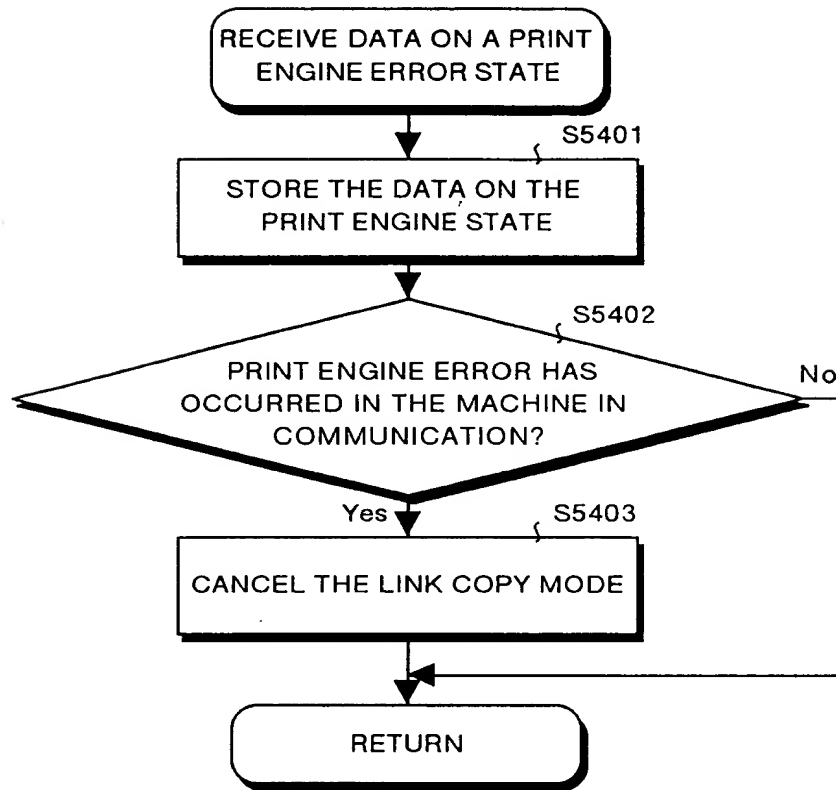 RECEIVE DATA ON A PRINT
ENGINE ERROR STATE
S5401
STORE THE DATA ON THE
PRINT ENGINE STATE
S5402
PRINT ENGINE ERROR HAS
OCCURRED IN THE MACHINE IN
COMMUNICATION?
No
Yes
S5403
CANCEL THE LINK COPY MODE
RETURN